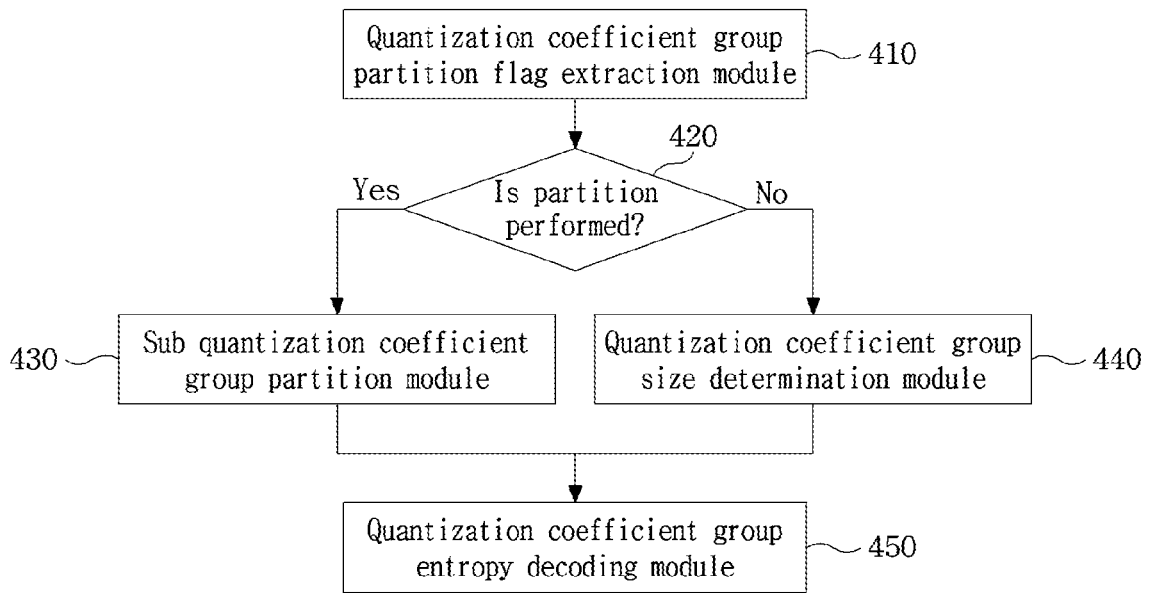 Quantization coefficient group
partition flag extraction module
410
420
Yes
Is partition
performed?
No
430
Sub quantization coefficient
group partition module
Quantization coefficient group
size determination module
440
Quantization coefficient group
entropy decoding module
450